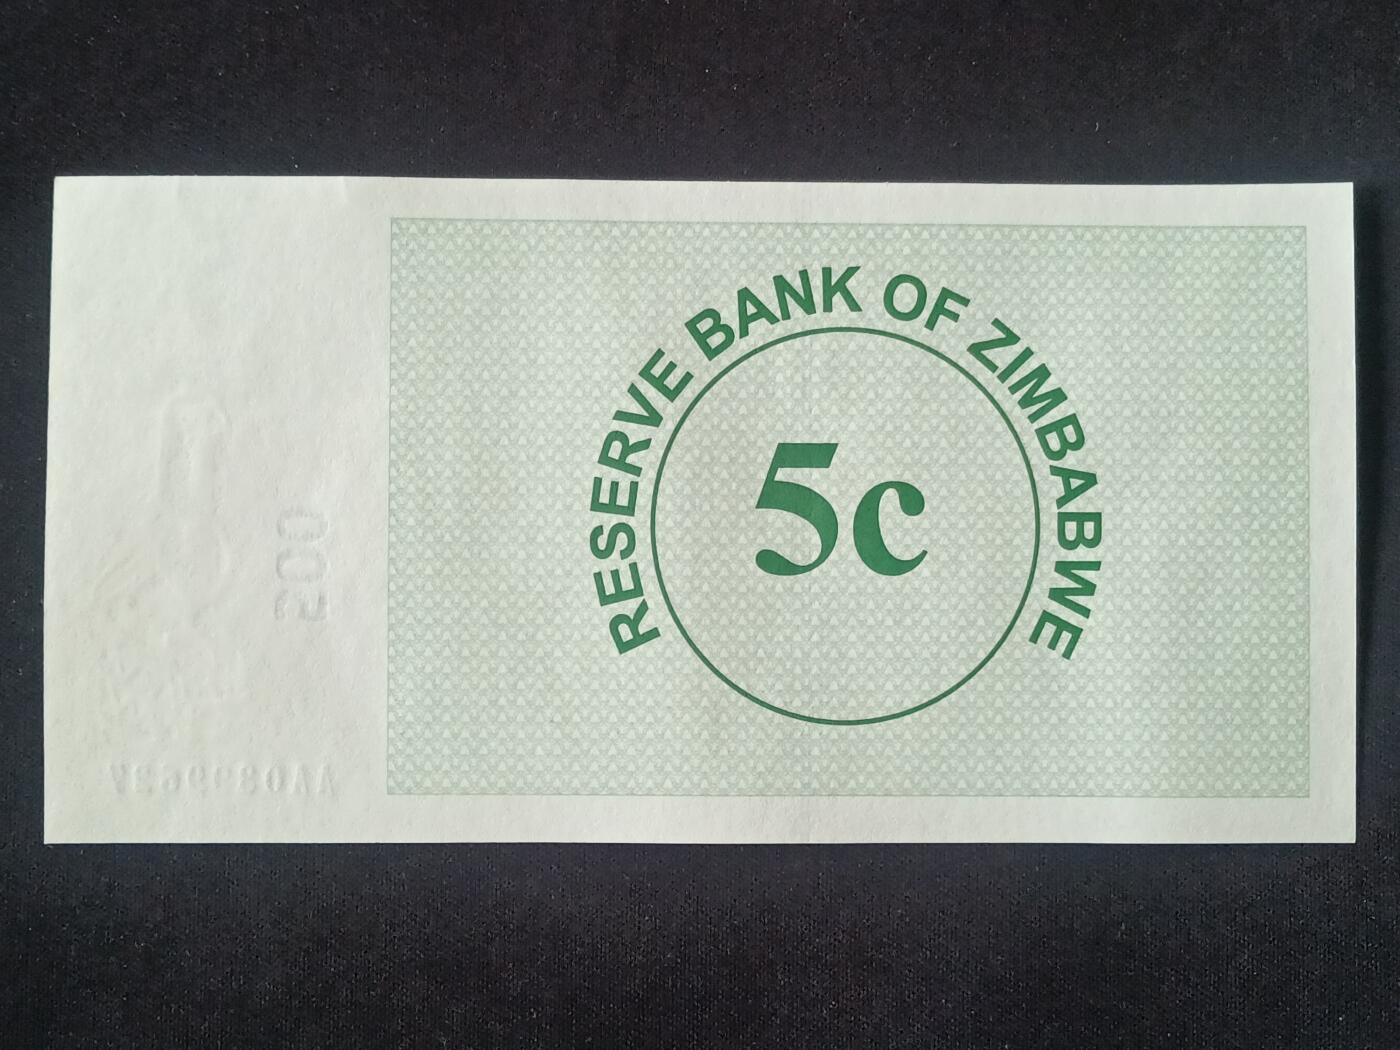 RESERVE BANK OF ZIMBABWE
5c